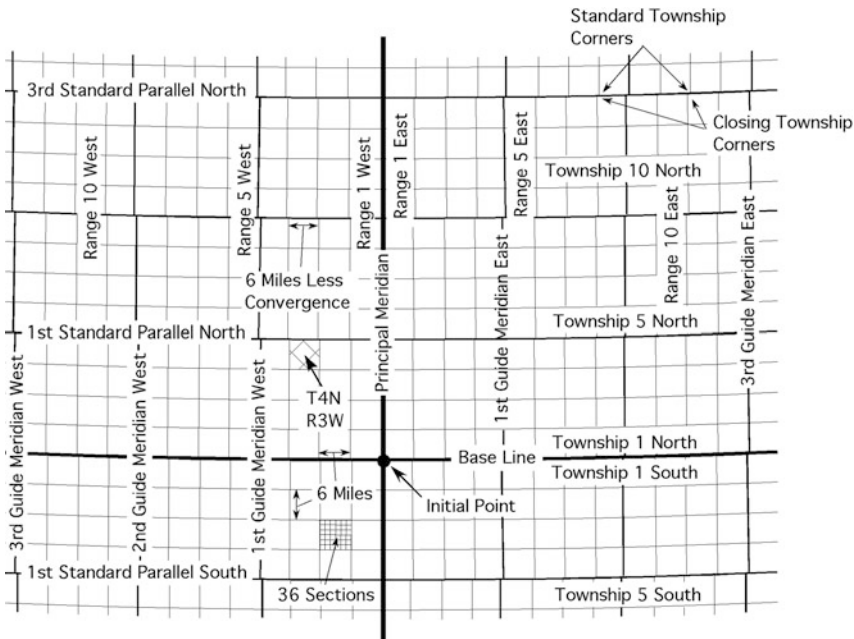 Standard Township
Corners
3rd Standard Parallel North
Closing Township
Corners
Range 10 West
Range 5 West
Range 1 West
Range 1 East
Range 5 East
Township 10 North
Range 10 East
6 Miles Less
Convergence
Principal Meridian
1st Guide Meridian East
3rd Guide Meridian East
1st Standard Parallel North
Township 5 North
3rd Guide Meridian West
2nd Guide Meridian West
1st Guide Meridian West
T4N
R3W
Township 1 North
Base Line
Township 1 South
6 Miles
Initial Point
1st Standard Parallel South
36 Sections
Township 5 South